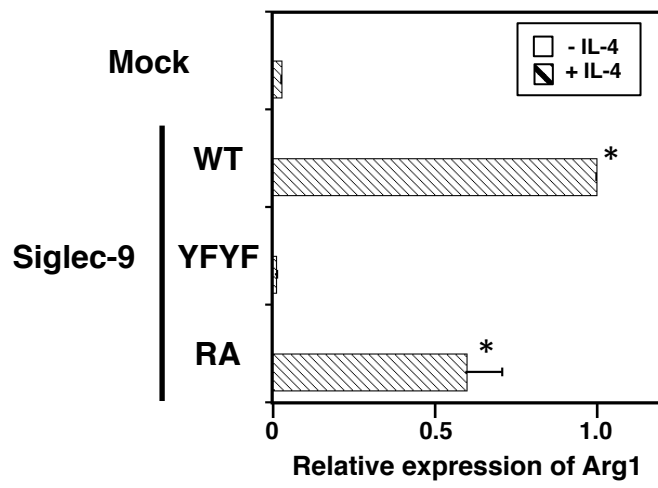 - IL-4
+ IL-4
Mock
WT
*
Siglec-9
YFYF
RA
*
0
0.5
1.0
Relative expression of Arg1